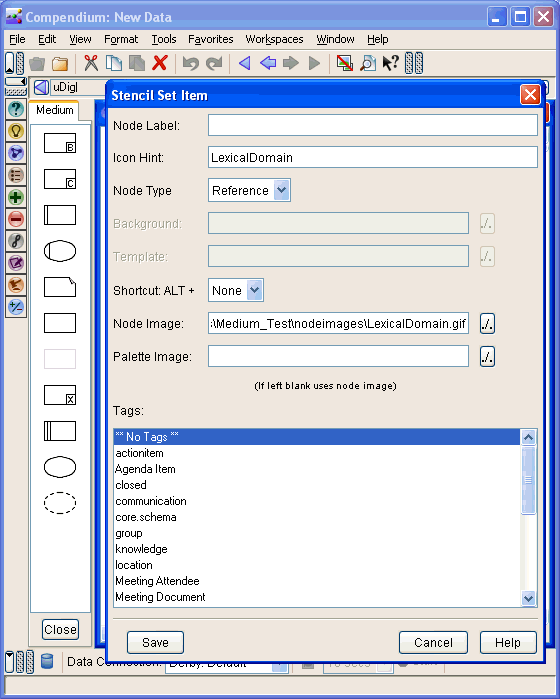 Compendium: New Data
File Edit View Format Tools Favorites Workspaces Window Help
uDigl
Medium
B
C
X
Close
Stencil Set Item
Node Label:
Icon Hint: LexicalDomain
Node Type Reference
Background: ./.
Template: ./.
Shortcut: ALT + None
Node Image: :\Medium_Test\nodeimages\LexicalDomain.gif ./.
Palette Image: ./.
(If left blank uses node image)
Tags:
** No Tags **
actionitem
Agenda Item
closed
communication
core.schema
group
knowledge
location
Meeting Attendee
Meeting Document
Save Cancel Help
Data Connection: Derby: Default